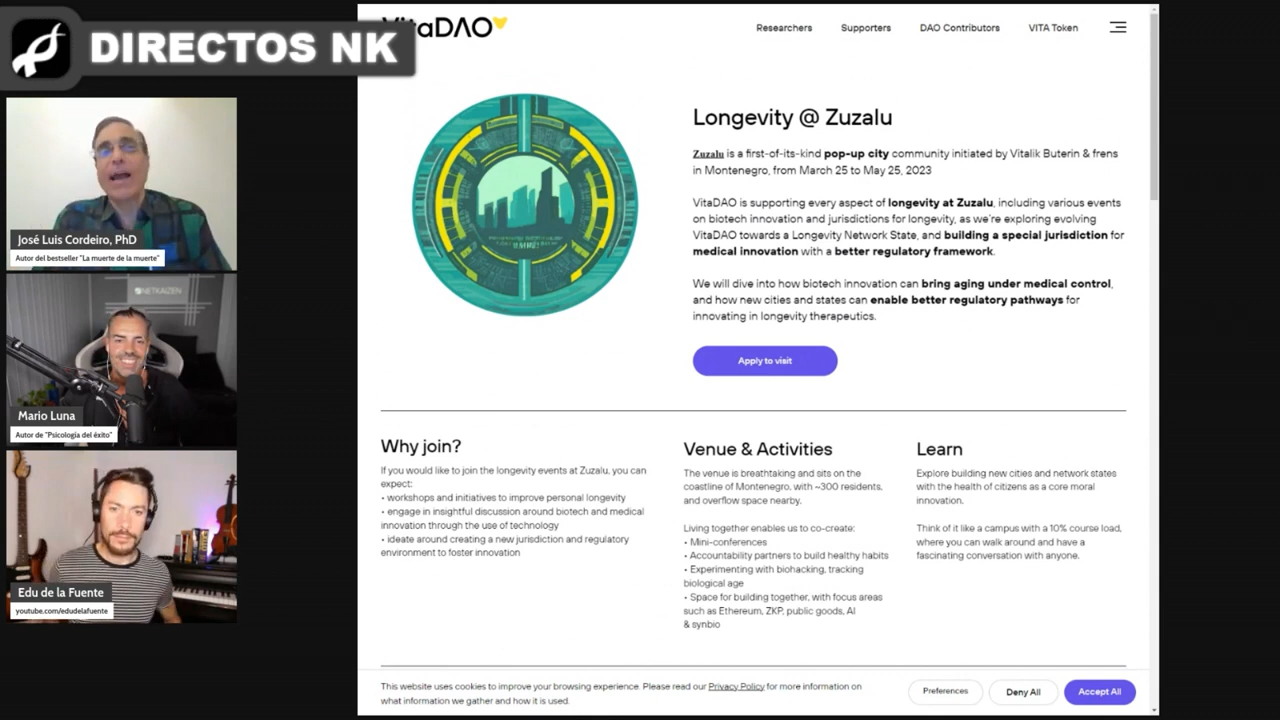 DIRECTOS NK
José Luis Cordeiro, PhD
Autor del bestseller "La muerte de la muerte"
NETKAIZEN
Mario Luna
Autor de "Psicología del éxito"
Edu de la Fuente
youtube.com/edudelafuente
VitaDAO
Researchers
Supporters
DAO Contributors
VITA Token
Longevity @ Zuzalu
Zuzalu is a first-of-its-kind pop-up city community initiated by Vitalik Buterin & frens
in Montenegro, from March 25 to May 25, 2023
VitaDAO is supporting every aspect of longevity at Zuzalu, including various events
on biotech innovation and jurisdictions for longevity, as we're exploring evolving
VitaDAO towards a Longevity Network State, and building a special jurisdiction for
medical innovation with a better regulatory framework.
We will dive into how biotech innovation can bring aging under medical control,
and how new cities and states can enable better regulatory pathways for
innovating in longevity therapeutics.
Apply to visit
Why join?
If you would like to join the longevity events at Zuzalu, you can
expect:
• workshops and initiatives to improve personal longevity
• engage in insightful discussion around biotech and medical
innovation through the use of technology
• ideate around creating a new jurisdiction and regulatory
environment to foster innovation
Venue & Activities
The venue is breathtaking and sits on the
coastline of Montenegro, with ~300 residents,
and overflow space nearby.
Living together enables us to co-create:
• Mini-conferences
• Accountability partners to build healthy habits
• Experimenting with biohacking, tracking
biological age
• Space for building together, with focus areas
such as Ethereum, ZKP, public goods, AI
& synbio
Learn
Explore building new cities and network states
with the health of citizens as a core moral
innovation.
Think of it like a campus with a 10% course load,
where you can walk around and have a
fascinating conversation with anyone.
This website uses cookies to improve your browsing experience. Please read our Privacy Policy for more information on
what information we gather and how it is used.
Preferences
Deny All
Accept All